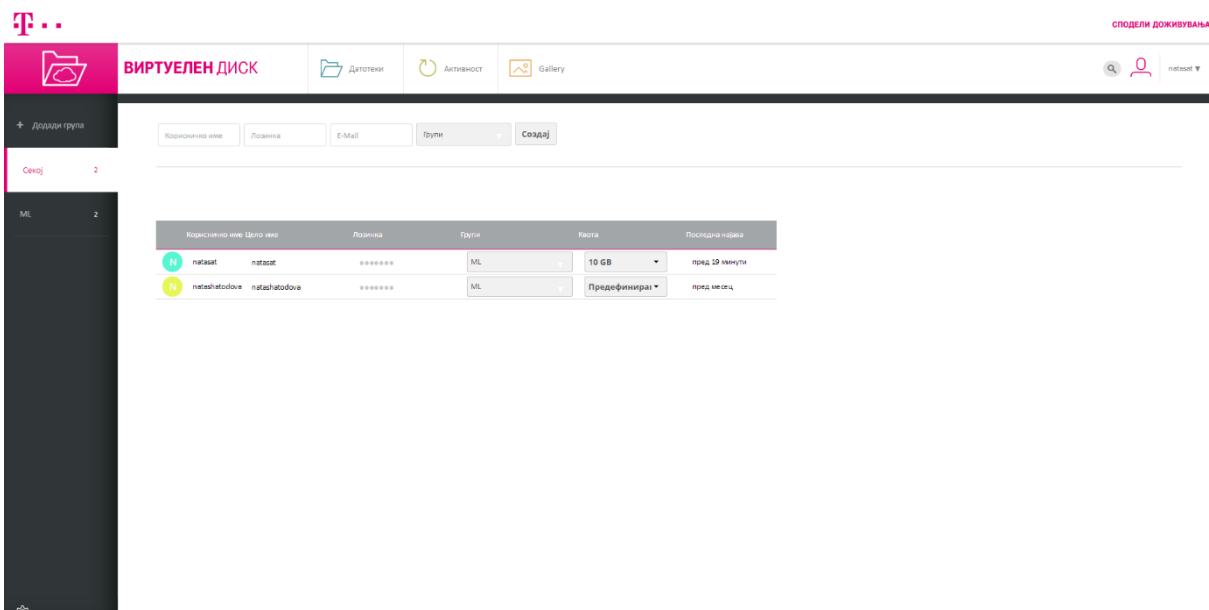 T
СПОДЕЛИ ДОЖИВУВАЊА
ВИРТУЕЛЕН ДИСК
Датотеки
Активност
Gallery
natasat ▼
+ Додади група
Корисничко име
Лозинка
E-Mail
Групи
Создај
Секој 2
ML 2
Корисничко име Цело име Лозинка Групи Квота Последна најава
N natasat natasat ●●●●●●● ML 10 GB пред 19 минути
N natashatodova natashatodova ●●●●●●● ML Предефинирач пред месец